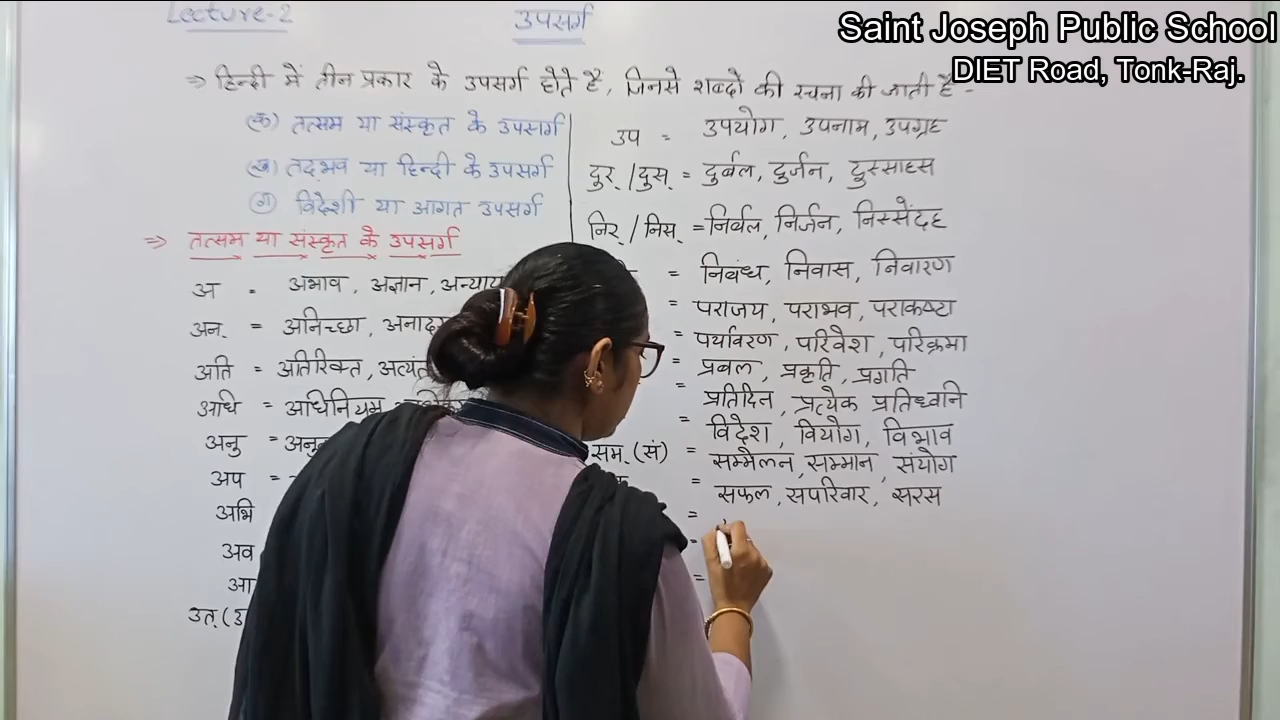 Saint Joseph Public School
DIET Road, Tonk-Raj.
Lecture-2
उपसर्ग
⇒ हिन्दी में तीन प्रकार के उपसर्ग होते है, जिनसे शब्दो की रचना की जाती है -
(क) तत्सम या संस्कृत के उपसर्ग
(ख) तद्भव या हिन्दी के उपसर्ग
(ग) विदेशी या आगत उपसर्ग
⇒ तत्सम या संस्कृत के उपसर्ग
अ = अभाव, अज्ञान, अन्याय
अन् = अनिच्छा,
अति = अतिरिक्त,
अधि = अधिनियम,
अनु =
अप =
अभि
अव
आ
उत्
उप = उपयोग, उपनाम, उपग्रह
दुर्/दुस् = दुर्बल, दुर्जन, दुस्साहस
निर्/निस् = निर्बल, निर्जन, निस्सेंदह
= निबंध, निवास, निवारण
= पराजय, पराभव, पराकष्टा
= पर्यावरण, परिवेश, परिक्रमा
= प्रबल, प्रकृति, प्रगति
= प्रतिदिन, प्रत्येक प्रतिध्वनि
= विदेश, वियोग, विभाव
सम् (सं) = सम्मेलन, सम्मान, संयोग
= सफल, सपरिवार, सरस
=
=
=